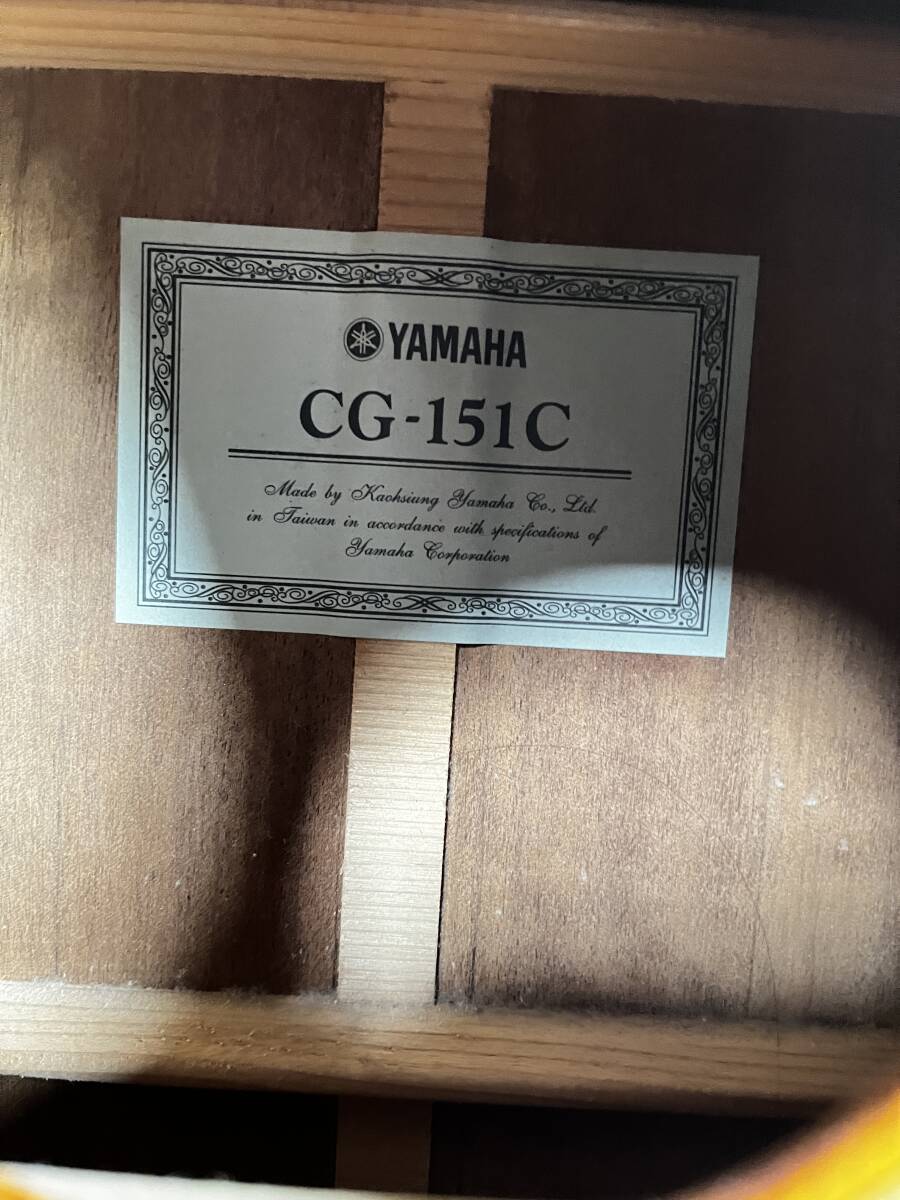 YAMAHA
CG-151C
Made by Kaohsiung Yamaha Co., Ltd.
in Taiwan in accordance with specifications of
Yamaha Corporation